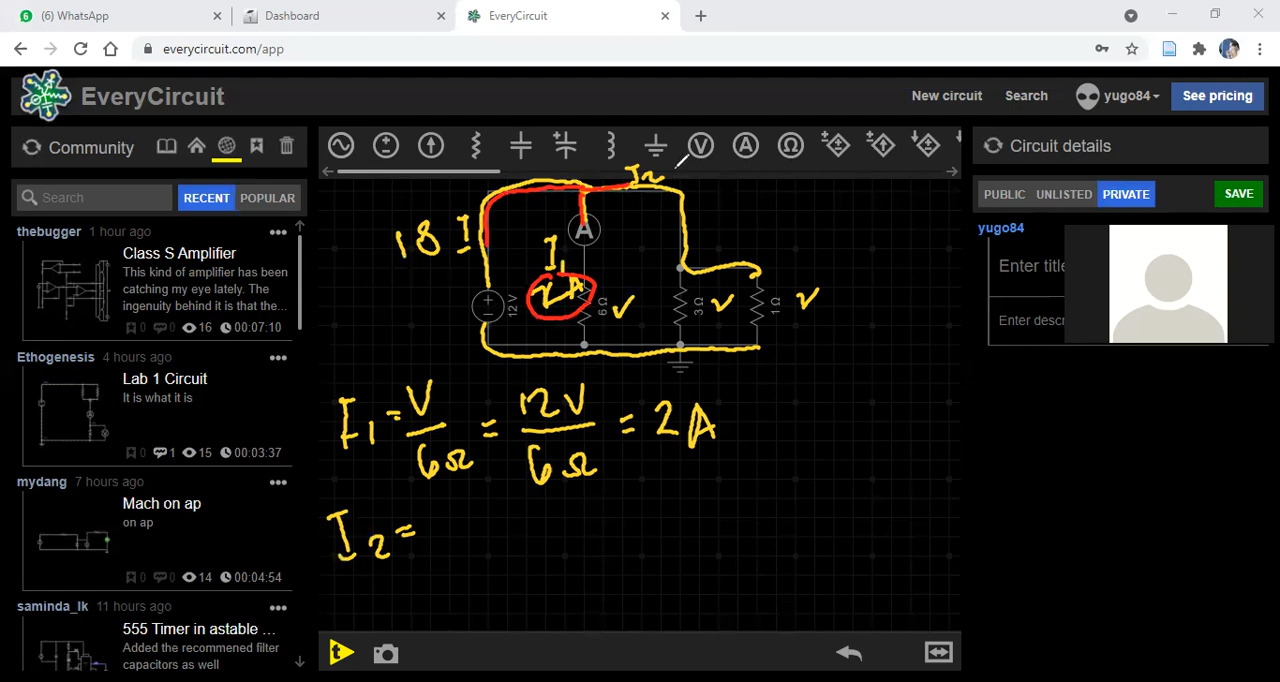 (6) WhatsApp
Dashboard
EveryCircuit
everycircuit.com/app
EveryCircuit
New circuit
Search
yugo84
See pricing
Community
Circuit details
Search
RECENT
POPULAR
PUBLIC
UNLISTED
PRIVATE
SAVE
thebugger 1 hour ago
Class S Amplifier
This kind of amplifier has been
catching my eye lately. The
ingenuity behind it is that the
0 0 16 00:07:10
Ethogenesis 4 hours ago
Lab 1 Circuit
It is what it is
0 1 15 00:03:37
mydang 7 hours ago
Mach on ap
on ap
0 0 14 00:04:54
saminda_lk 11 hours ago
555 Timer in astable ...
Added the recommened filter
capacitors as well
yugo84
Enter title
Enter descr
V A Ω
I2
18 I
A
I1
2A
12 V
6 Ω
V
3 Ω
V
1 Ω
V
I1 = V/6Ω = 12V/6Ω = 2A
I2 =
t